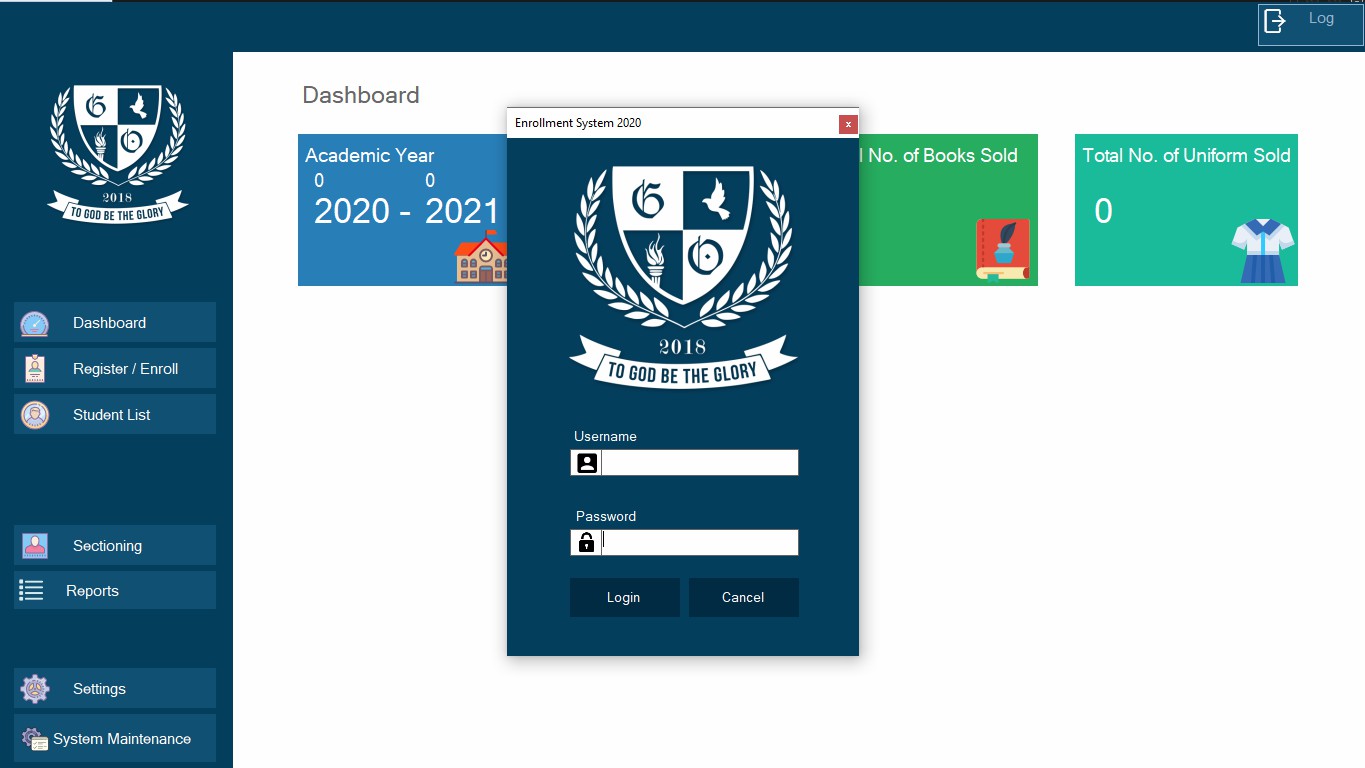 Log
G
G
O
2018
TO GOD BE THE GLORY
Dashboard
Register / Enroll
Student List
Sectioning
Reports
Settings
System Maintenance
Dashboard
Academic Year
0 0
2020 - 2021
l No. of Books Sold
Total No. of Uniform Sold
0
Enrollment System 2020
x
G
O
2018
TO GOD BE THE GLORY
Username
Password
Login
Cancel